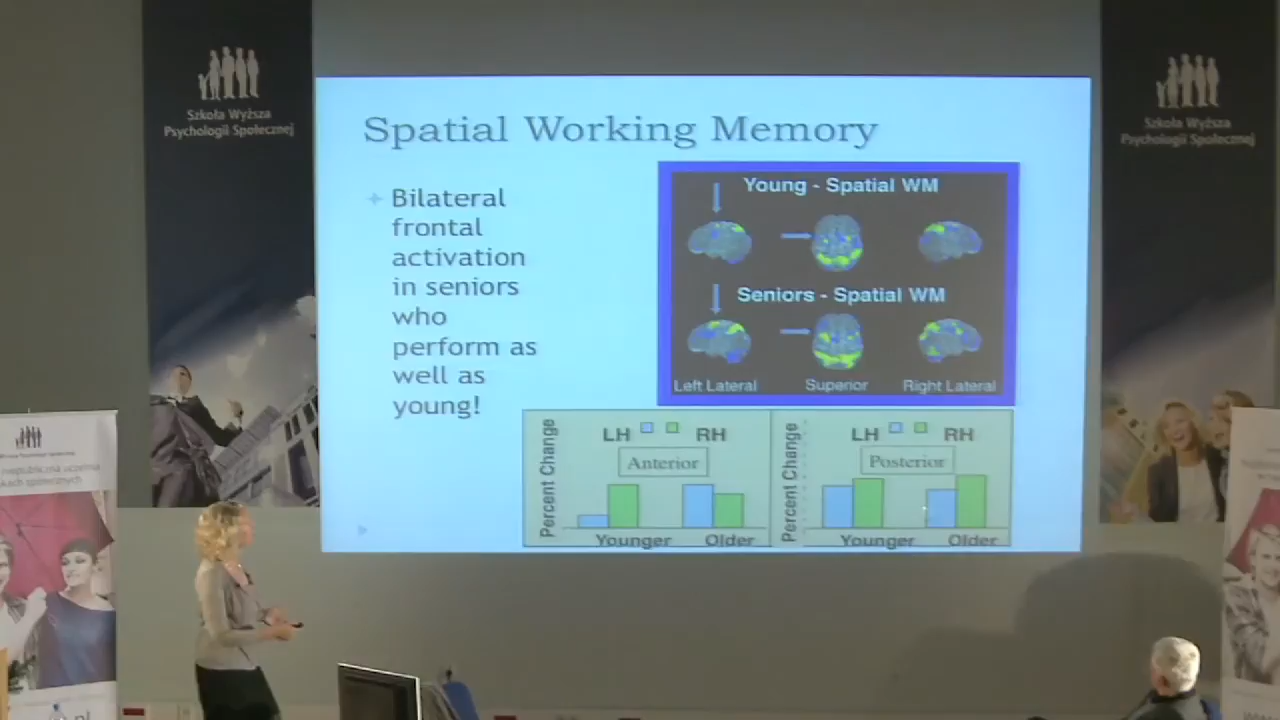 Szkoła Wyższa
Psychologii Społecznej
Szkoła Wyższa
Psychologii Społecznej
Spatial Working Memory
Bilateral
frontal
activation
in seniors
who
perform as
well as
young!
Young - Spatial WM
Seniors - Spatial WM
Left Lateral
Superior
Right Lateral
Percent Change
LH
RH
Anterior
Younger
Older
Percent Change
LH
RH
Posterior
Younger
Older